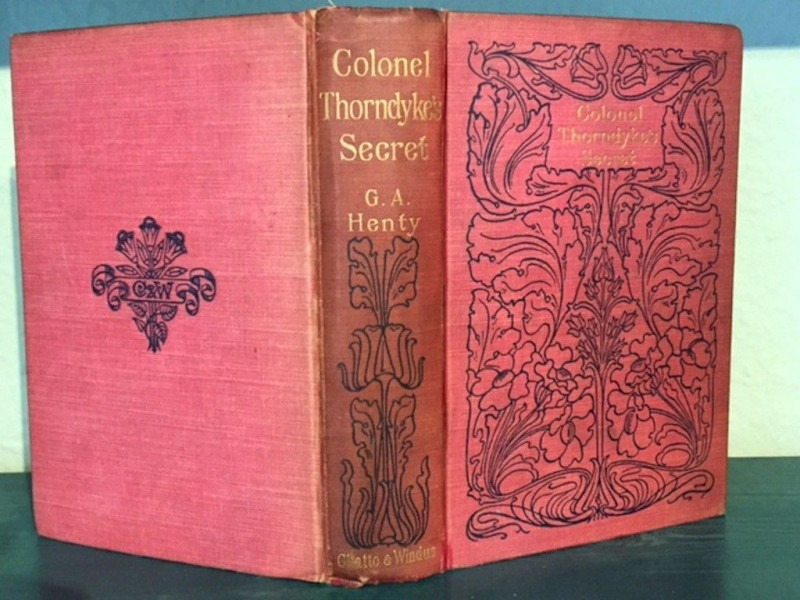 C&W
Colonel
Thorndyke's
Secret
G. A.
Henty
Chatto & Windus
Colonel
Thorndyke's
Secret